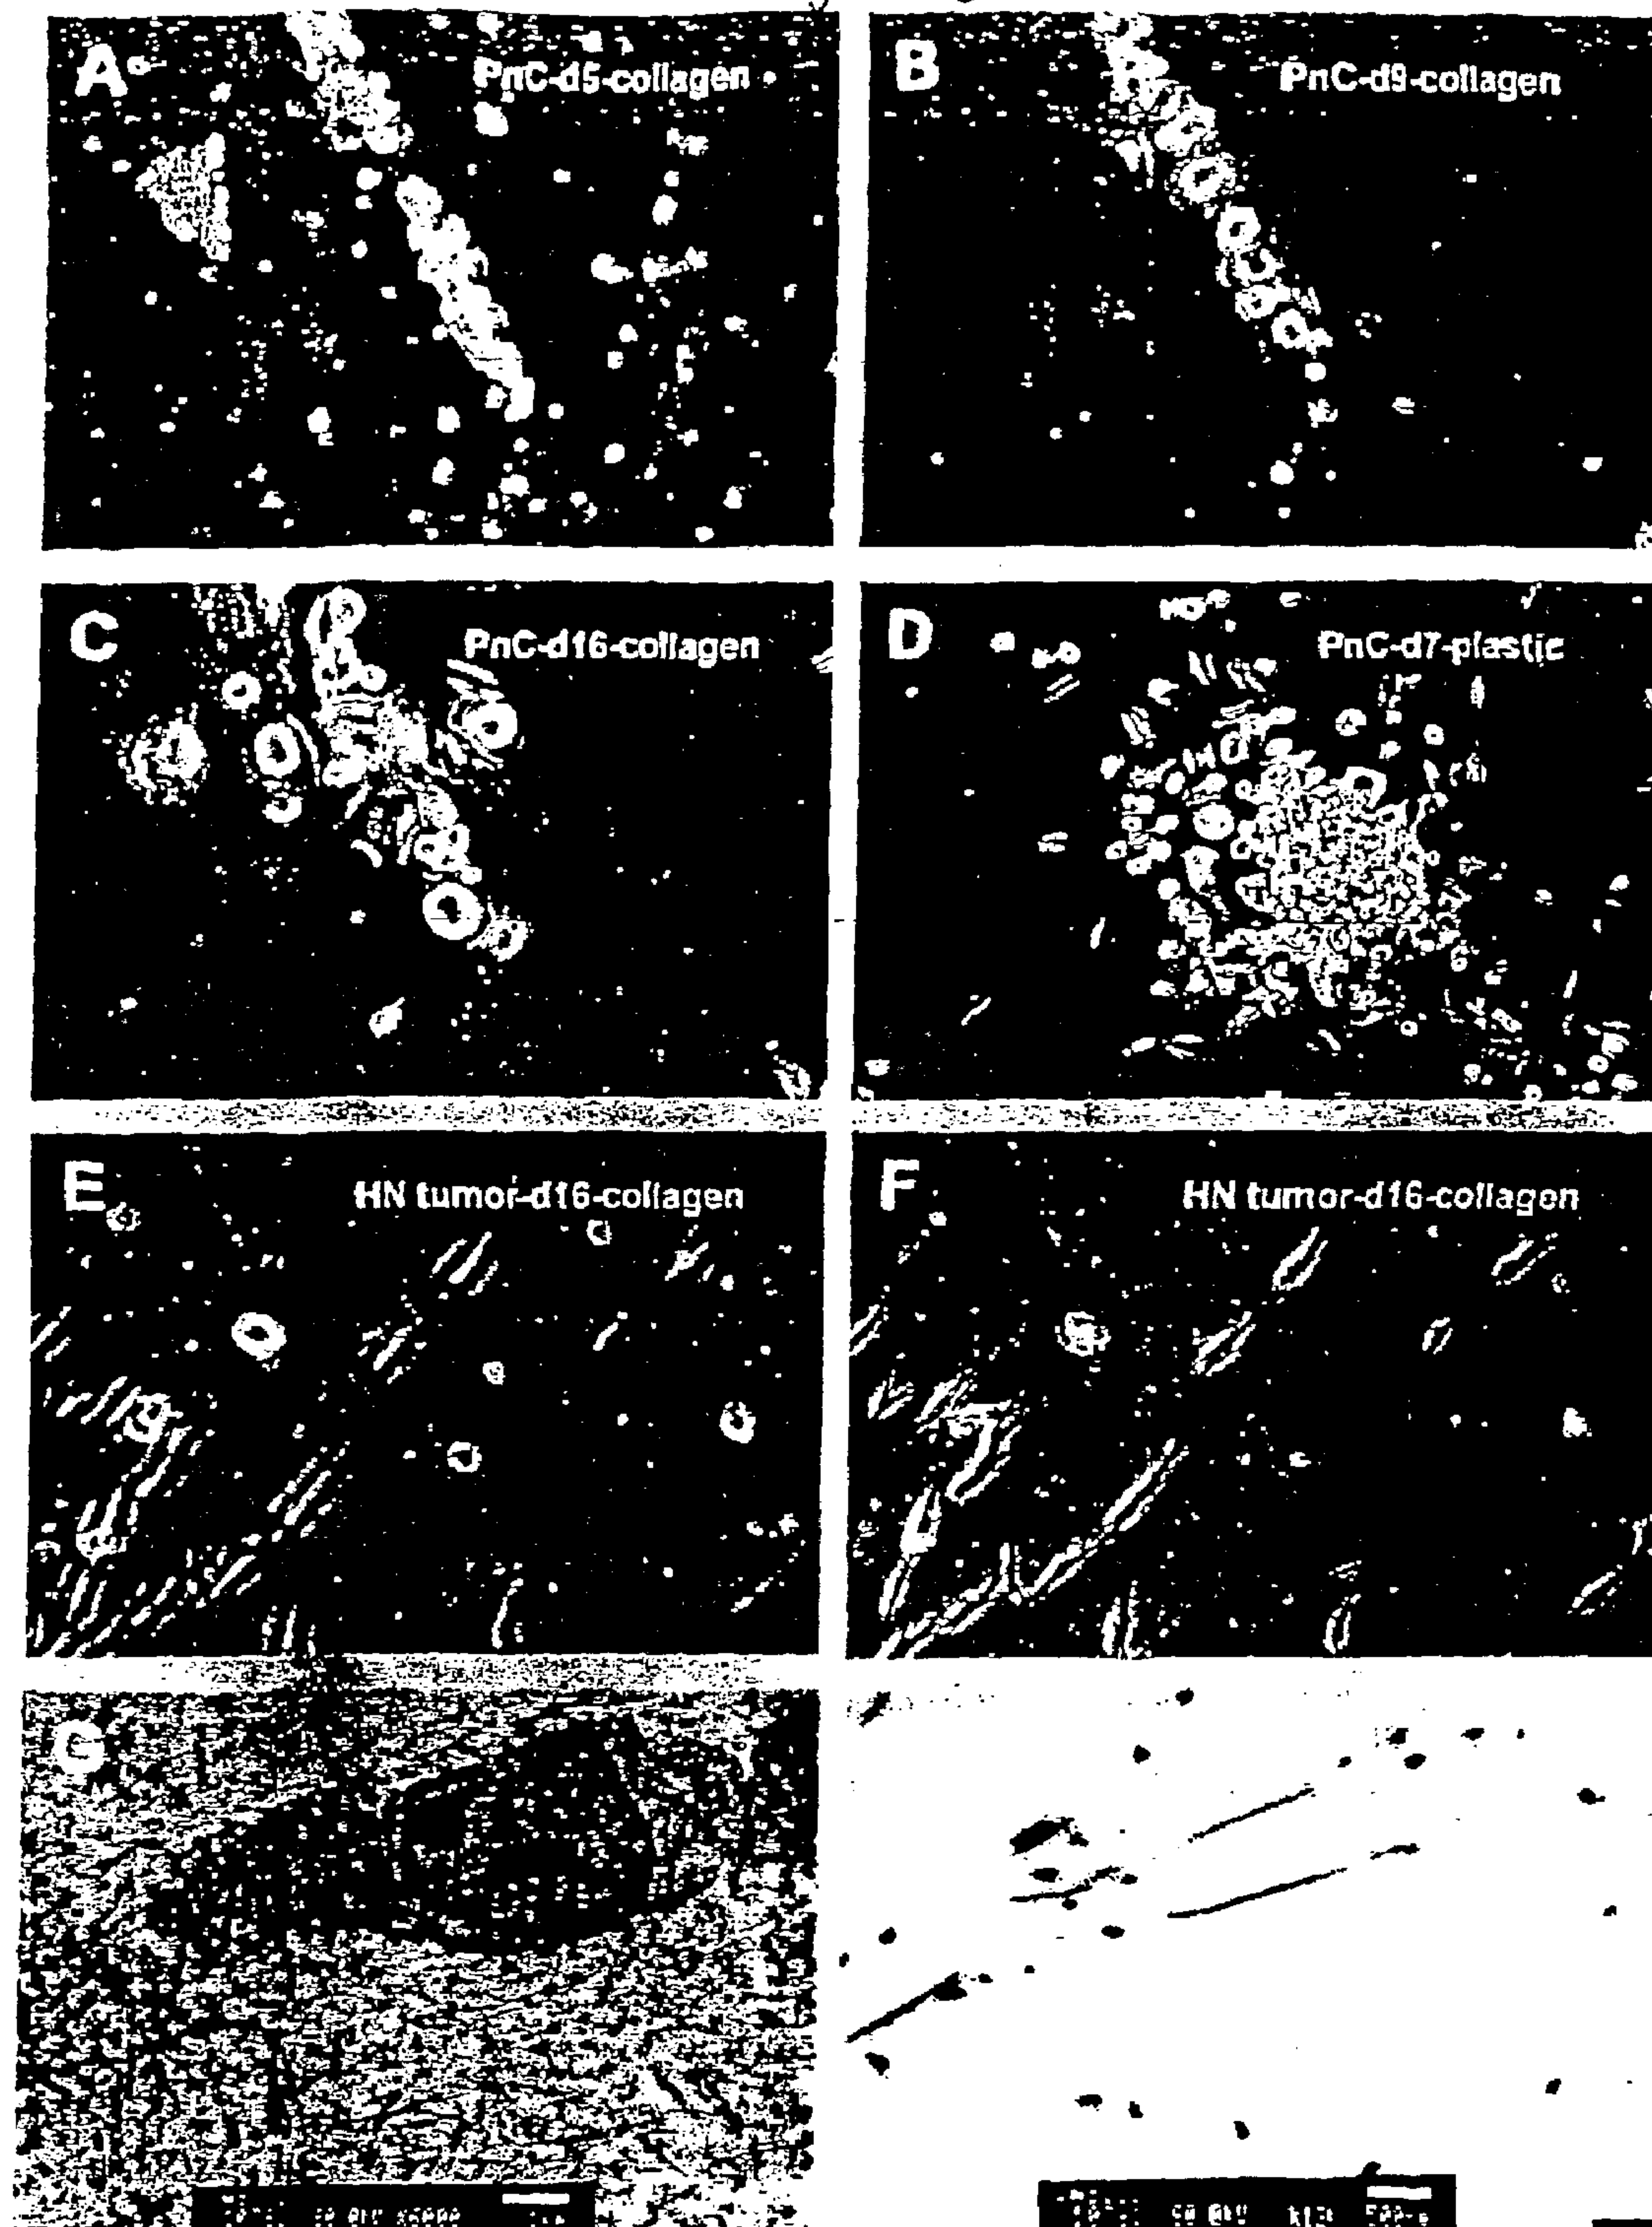 A
PnC-d5-collagen
B
PnC-d9-collagen
C
PnC-d16-collagen
D
PnC-d7-plastic
E
HN tumor-d16-collagen
F
HN tumor-d16-collagen
G